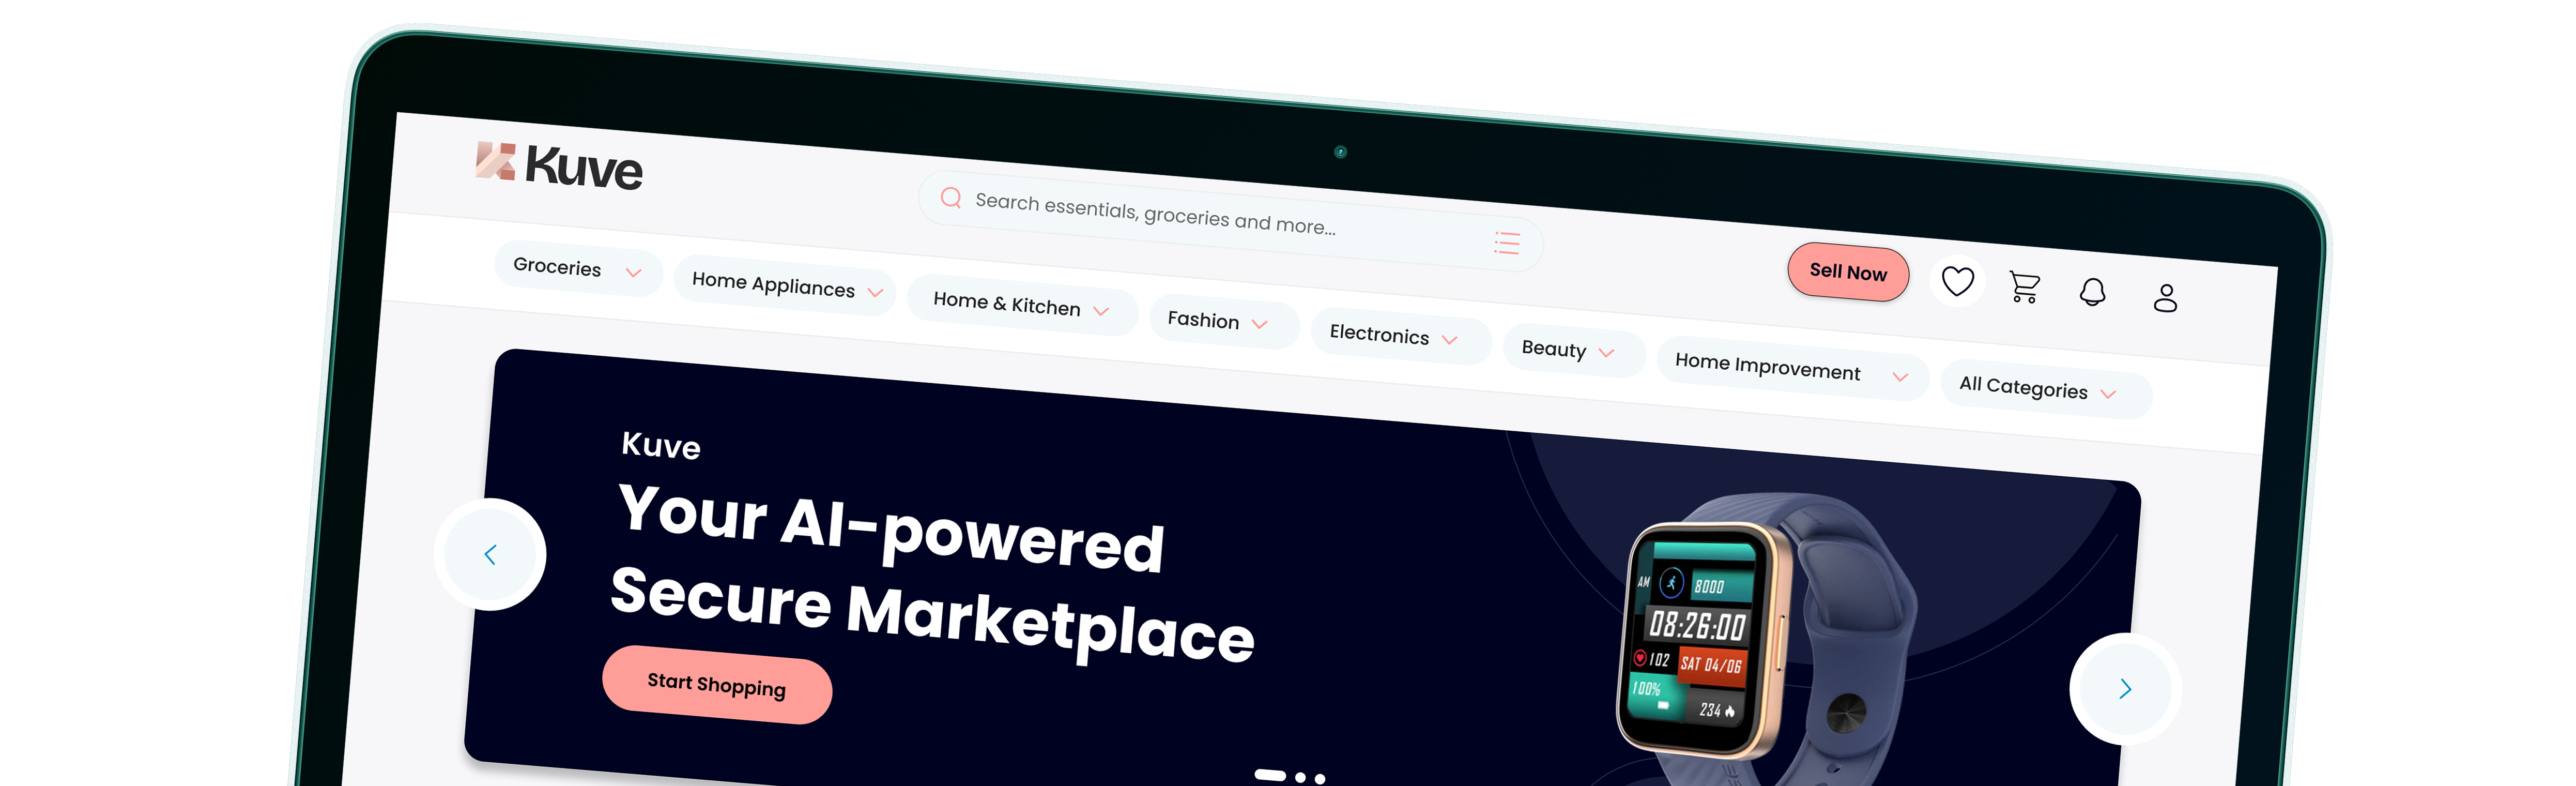 Kuve
Search essentials, groceries and more...
Sell Now
Groceries
Home Appliances
Home & Kitchen
Fashion
Electronics
Beauty
Home Improvement
All Categories
Kuve
Your AI-powered
Secure Marketplace
Start Shopping
AM
8000
08:26:00
102
SAT 04/06
100%
234